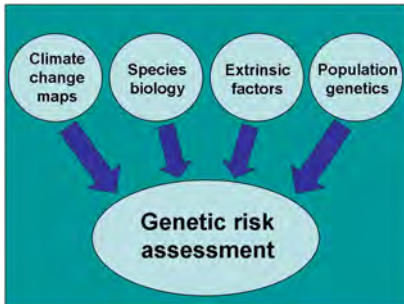 Climate
change
maps
Species
biology
Extrinsic
factors
Population
genetics
Genetic risk
assessment